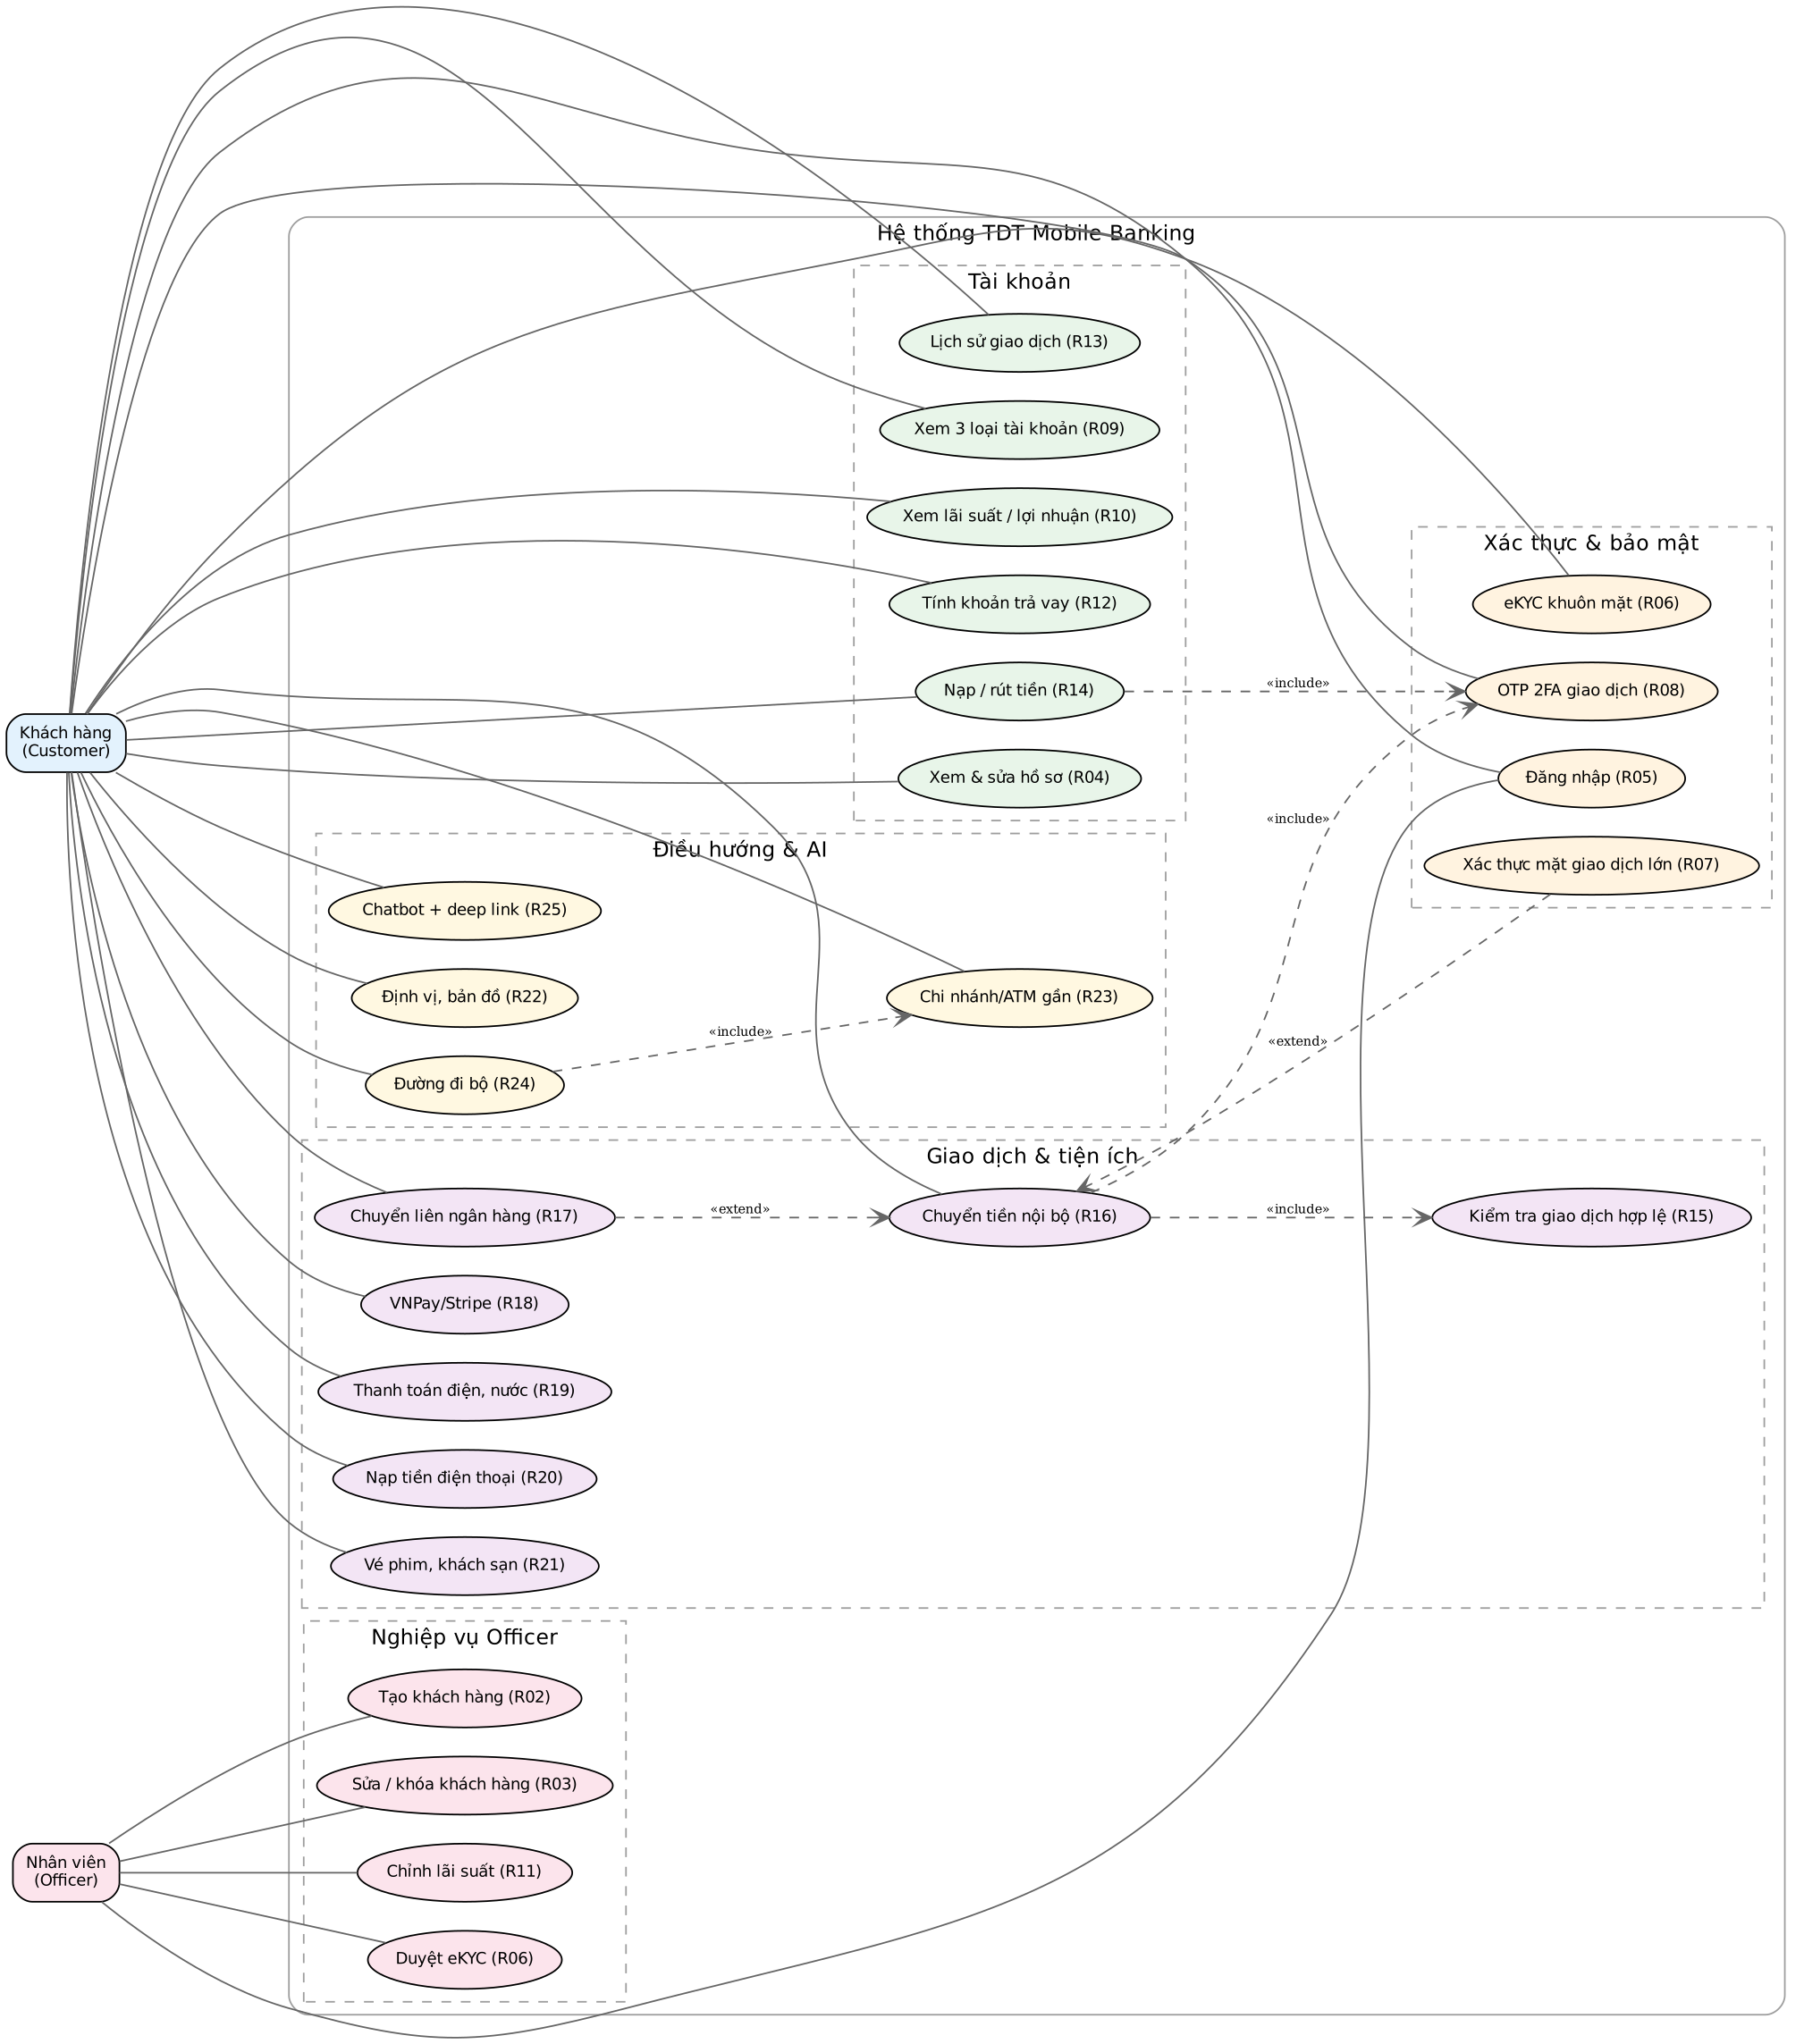 Hệ thống TDT Mobile Banking
Tài khoản
Lịch sử giao dịch (R13)
Xem 3 loại tài khoản (R09)
Xem lãi suất / lợi nhuận (R10)
Tính khoản trả vay (R12)
Nạp / rút tiền (R14)
Xem & sửa hồ sơ (R04)
«include»
Xác thực & bảo mật
eKYC khuôn mặt (R06)
OTP 2FA giao dịch (R08)
Đăng nhập (R05)
Xác thực mặt giao dịch lớn (R07)
«include»
«extend»
Khách hàng
(Customer)
Điều hướng & AI
Chatbot + deep link (R25)
Định vị, bản đồ (R22)
Đường đi bộ (R24)
«include»
Chi nhánh/ATM gần (R23)
Giao dịch & tiện ích
Chuyển liên ngân hàng (R17)
«extend»
Chuyển tiền nội bộ (R16)
«include»
Kiểm tra giao dịch hợp lệ (R15)
VNPay/Stripe (R18)
Thanh toán điện, nước (R19)
Nạp tiền điện thoại (R20)
Vé phim, khách sạn (R21)
Nghiệp vụ Officer
Tạo khách hàng (R02)
Sửa / khóa khách hàng (R03)
Chỉnh lãi suất (R11)
Duyệt eKYC (R06)
Nhân viên
(Officer)